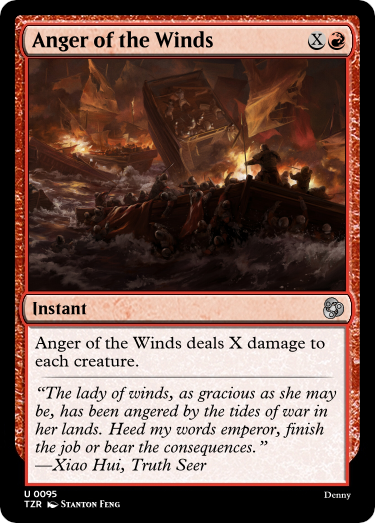 Anger of the Winds X
Instant
Anger of the Winds deals X damage to
each creature.
“The lady of winds, as gracious as she may
be, has been angered by the tides of war in
her lands. Heed my words emperor, finish
the job or bear the consequences.”
—Xiao Hui, Truth Seer
U 0095
TZR Stanton Feng
Denny